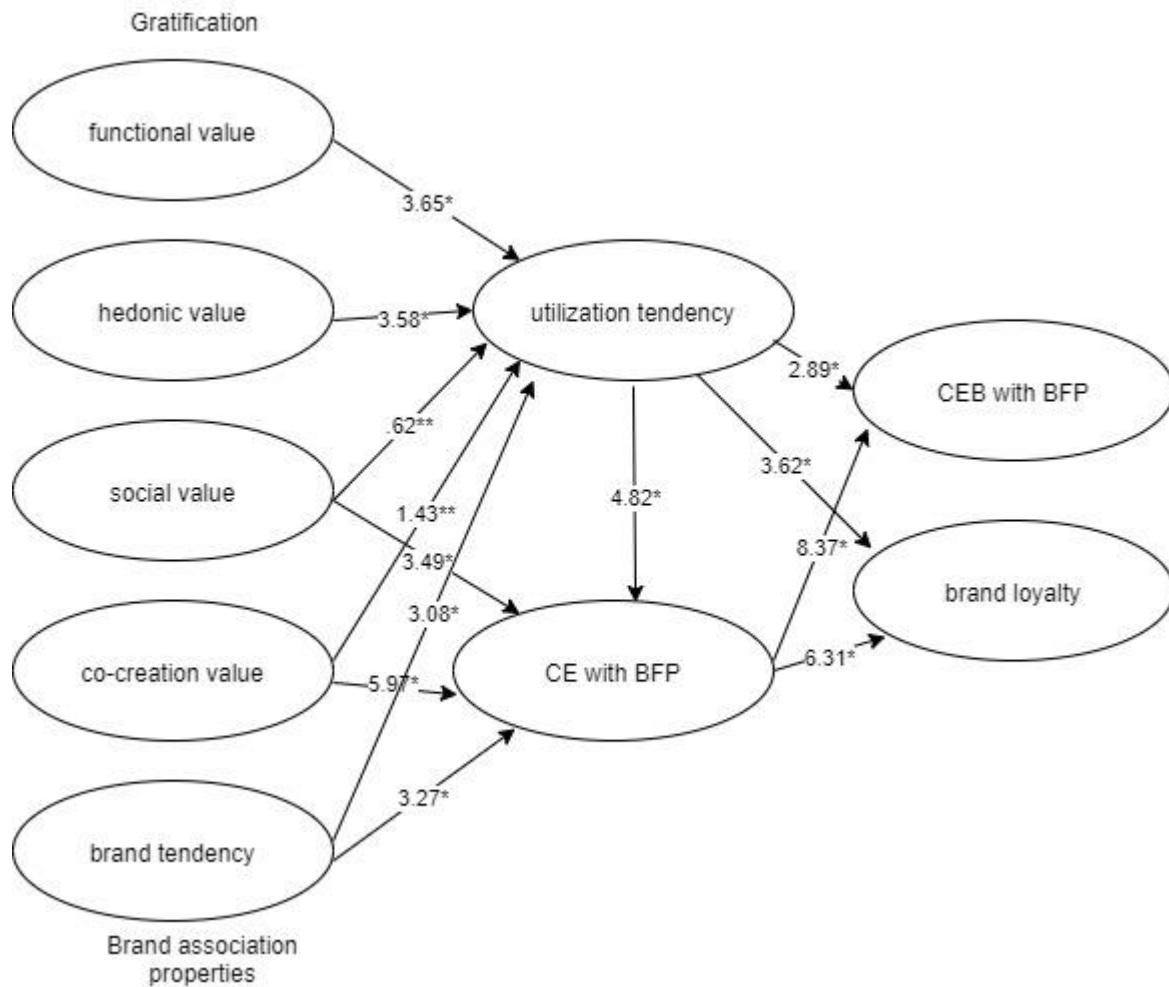 Gratification
functional value
3.65*
hedonic value
3.58*
utilization tendency
2.89*
CEB with BFP
.62**
3.62*
social value
4.82*
1.43**
3.49*
8.37*
brand loyalty
3.08*
co-creation value
5.97*
CE with BFP
6.31*
3.27*
brand tendency
Brand association
properties